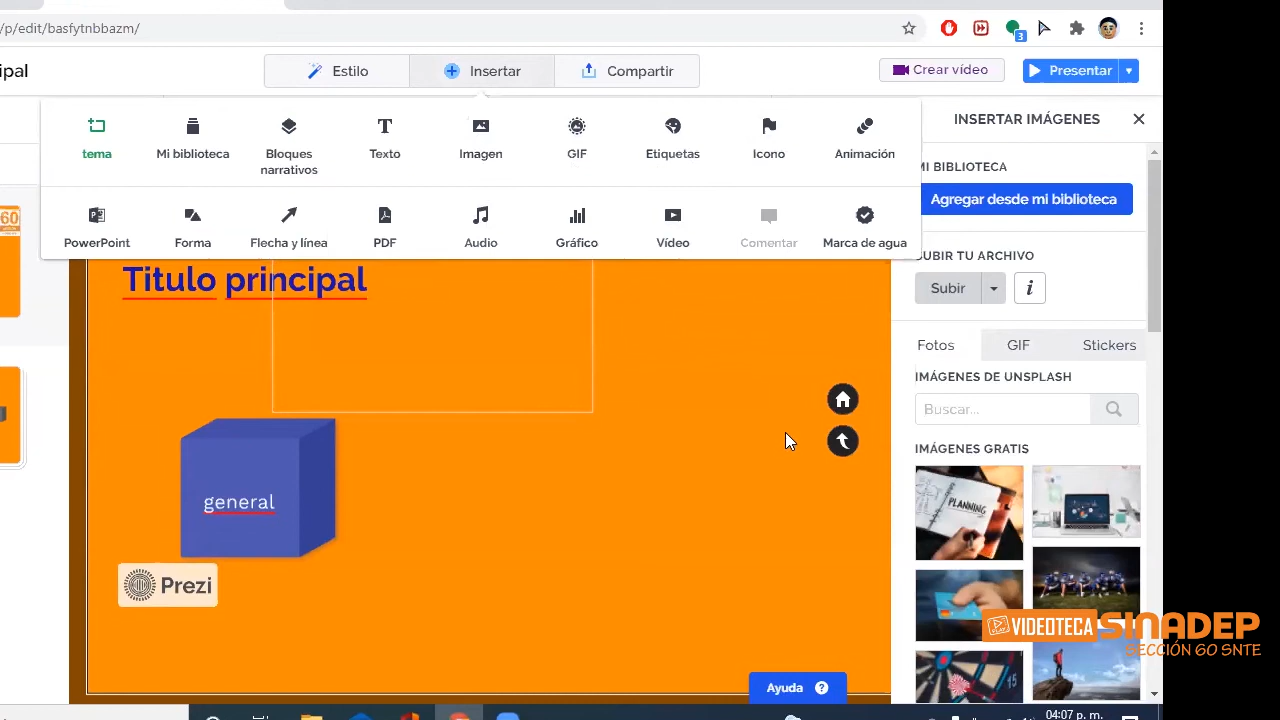 /p/edit/basfytnbbazm/
3
ipal
Estilo
Insertar
Compartir
Crear vídeo
Presentar
tema
Mi biblioteca
Bloques
narrativos
Texto
Imagen
GIF
Etiquetas
Icono
Animación
PowerPoint
Forma
Flecha y línea
PDF
Audio
Gráfico
Vídeo
Comentar
Marca de agua
INSERTAR IMÁGENES
MI BIBLIOTECA
Agregar desde mi biblioteca
SUBIR TU ARCHIVO
Subir
i
Fotos
GIF
Stickers
IMÁGENES DE UNSPLASH
Buscar...
IMÁGENES GRATIS
PLANNING
15
60
Titulo principal
general
Prezi
Ayuda ?
VIDEOTECA SINADEP
SECCIÓN 60 SNTE
04:07 p. m.